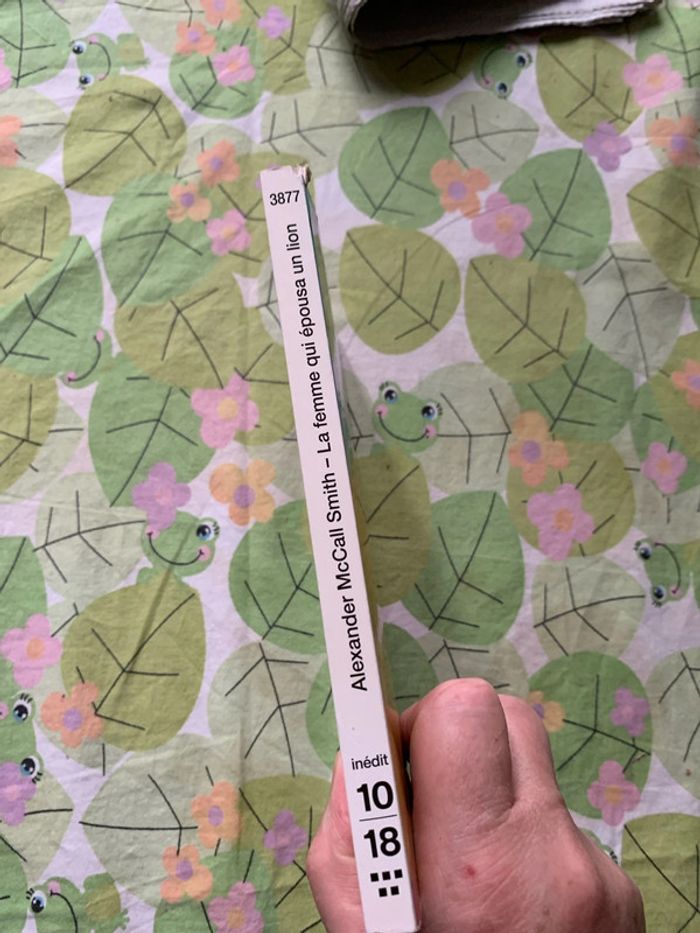 3877
Alexander McCall Smith – La femme qui épousa un lion
inédit
10
18